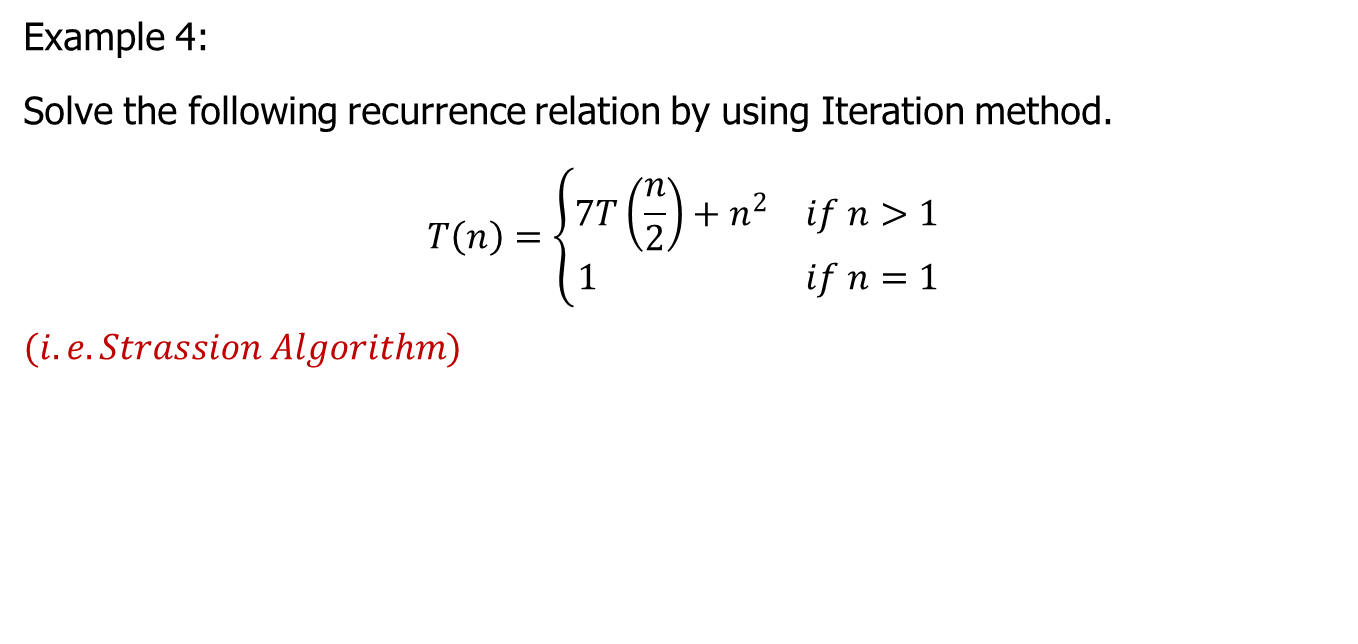 Example 4:
Solve the following recurrence relation by using Iteration method.
T(n) = { 7T(n/2) + n² if n > 1
1 if n = 1
(i.e. Strassion Algorithm)